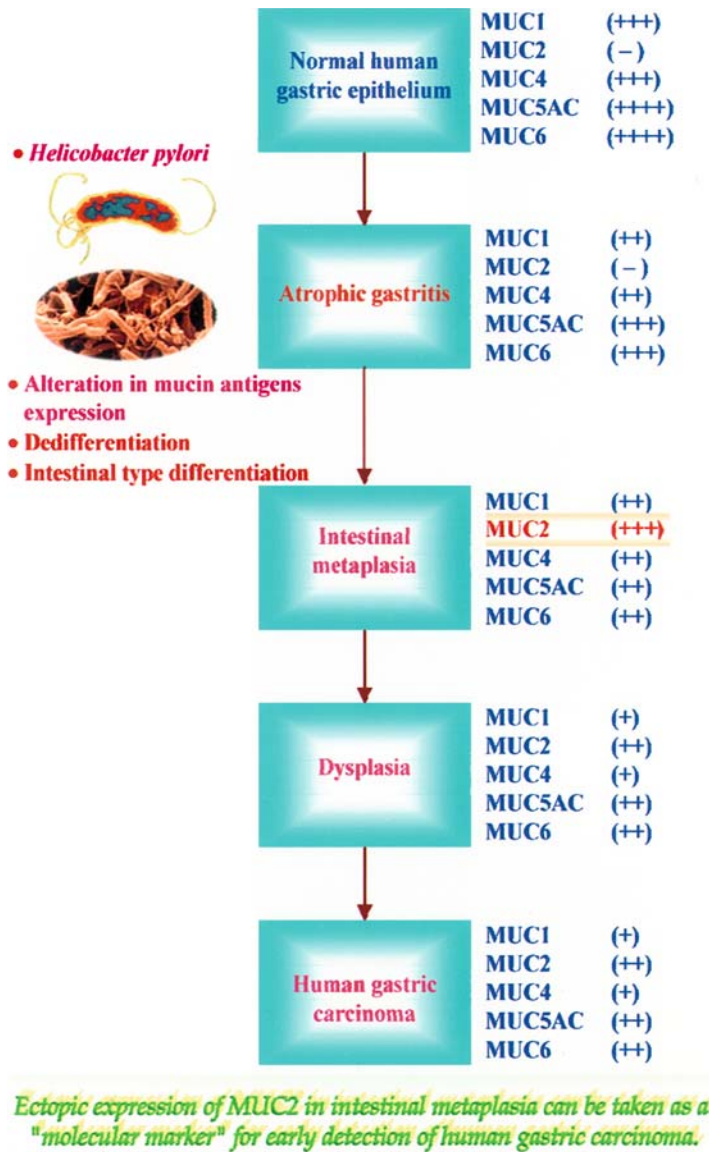 Normal human
gastric epithelium
MUC1 (+++)
MUC2 (–)
MUC4 (+++)
MUC5AC (++++)
MUC6 (++++)
• Helicobacter pylori
Atrophic gastritis
MUC1 (++)
MUC2 (–)
MUC4 (++)
MUC5AC (+++)
MUC6 (+++)
• Alteration in mucin antigens
expression
• Dedifferentiation
• Intestinal type differentiation
Intestinal
metaplasia
MUC1 (++)
MUC2 (+++)
MUC4 (++)
MUC5AC (++)
MUC6 (++)
Dysplasia
MUC1 (+)
MUC2 (++)
MUC4 (+)
MUC5AC (++)
MUC6 (++)
Human gastric
carcinoma
MUC1 (+)
MUC2 (++)
MUC4 (+)
MUC5AC (++)
MUC6 (++)
Ectopic expression of MUC2 in intestinal metaplasia can be taken as a
"molecular marker" for early detection of human gastric carcinoma.